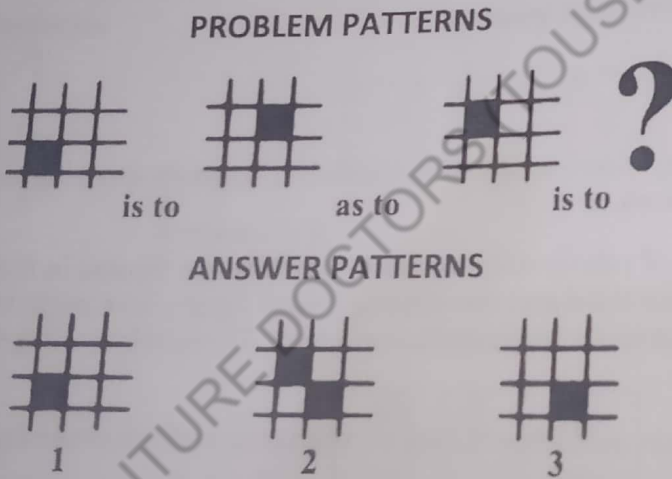 PROBLEM PATTERNS
?
is to as to is to
ANSWER PATTERNS
1 2 3